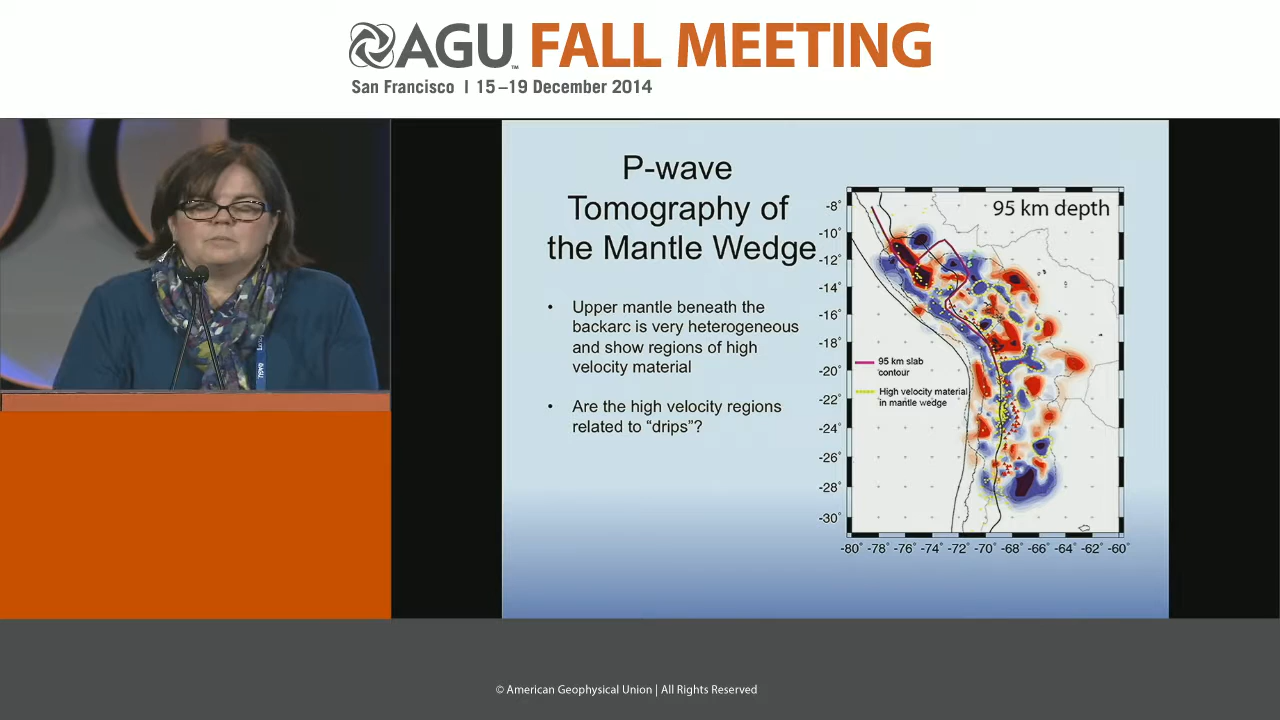 AGU™ FALL MEETING
San Francisco | 15–19 December 2014
P-wave
Tomography of
the Mantle Wedge
• Upper mantle beneath the
backarc is very heterogeneous
and show regions of high
velocity material
• Are the high velocity regions
related to “drips”?
95 km depth
-8°
-10°
-12°
-14°
-16°
-18°
-20°
-22°
-24°
-26°
-28°
-30°
95 km slab
contour
High velocity material
in mantle wedge
-80° -78° -76° -74° -72° -70° -68° -66° -64° -62° -60°
© American Geophysical Union | All Rights Reserved